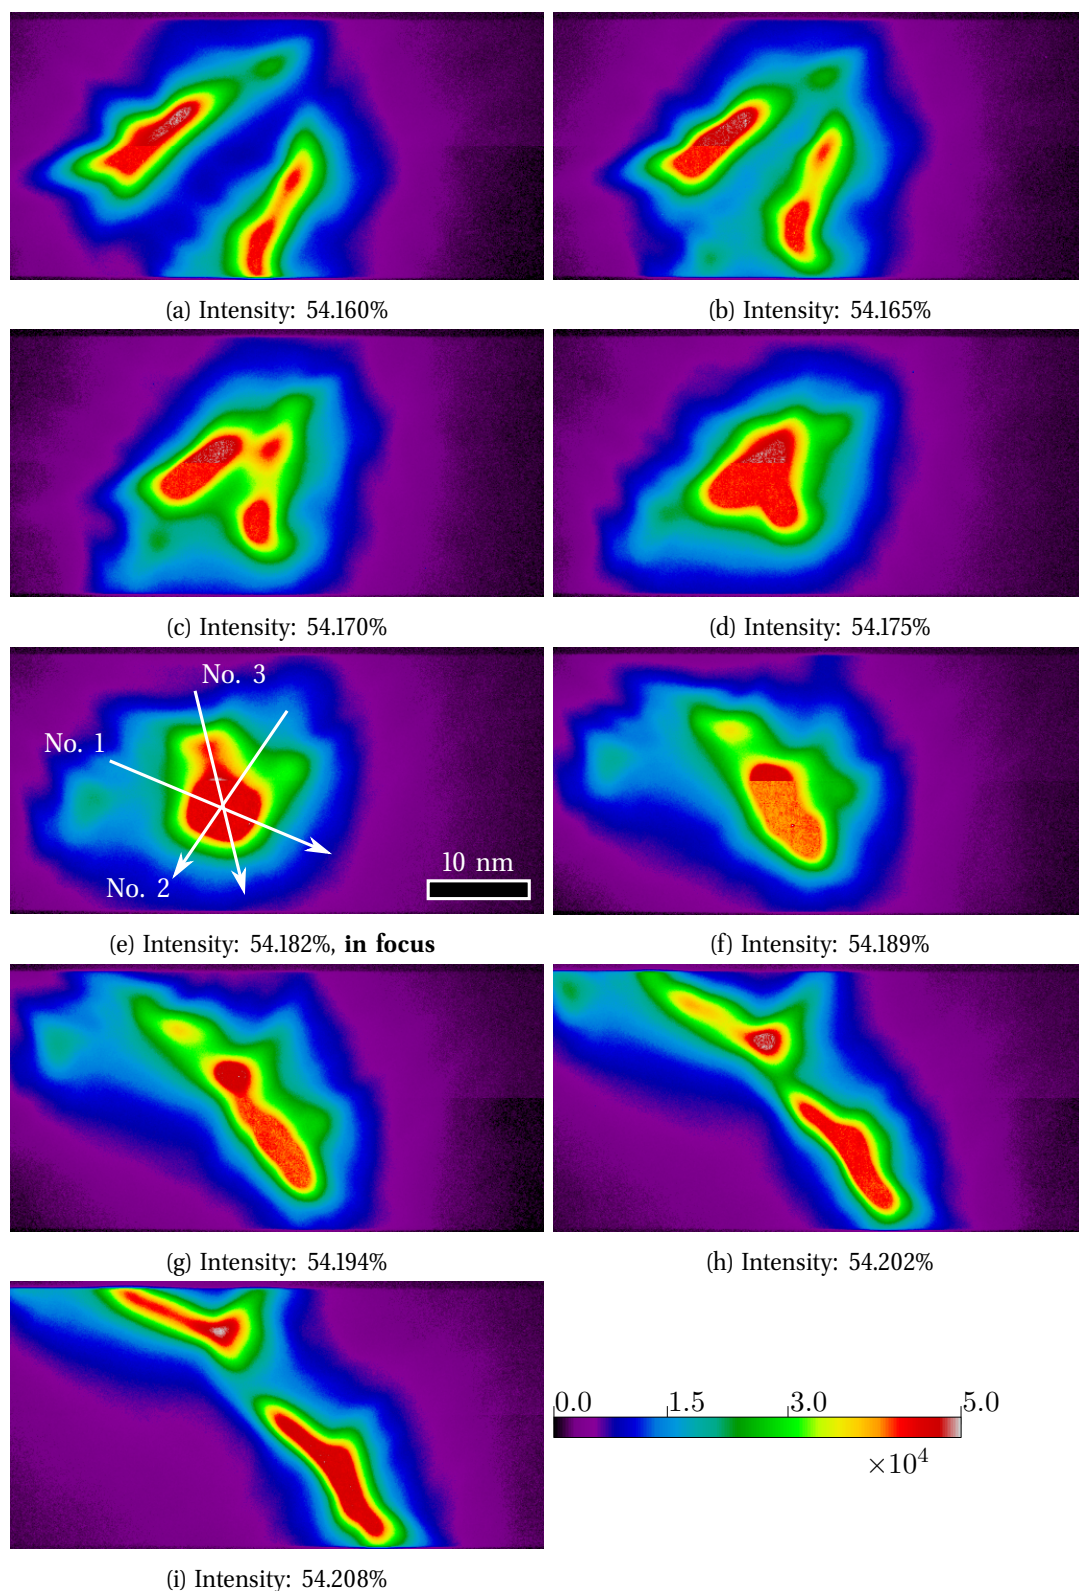 (a) Intensity: 54.160%
(b) Intensity: 54.165%
(c) Intensity: 54.170%
(d) Intensity: 54.175%
No. 3
No. 1
No. 2
10 nm
(e) Intensity: 54.182%, in focus
(f) Intensity: 54.189%
(g) Intensity: 54.194%
(h) Intensity: 54.202%
0.0 1.5 3.0 5.0
×10⁴
(i) Intensity: 54.208%